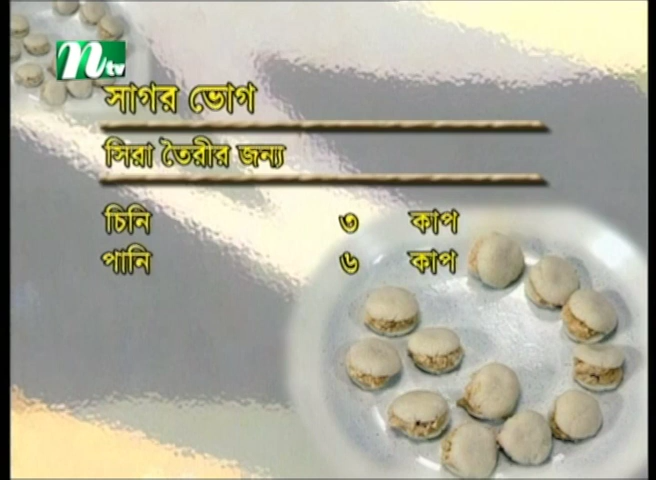 ntv
সাগর ভোগ
সিরা তৈরীর জন্য
চিনি ৩ কাপ
পানি ৬ কাপ